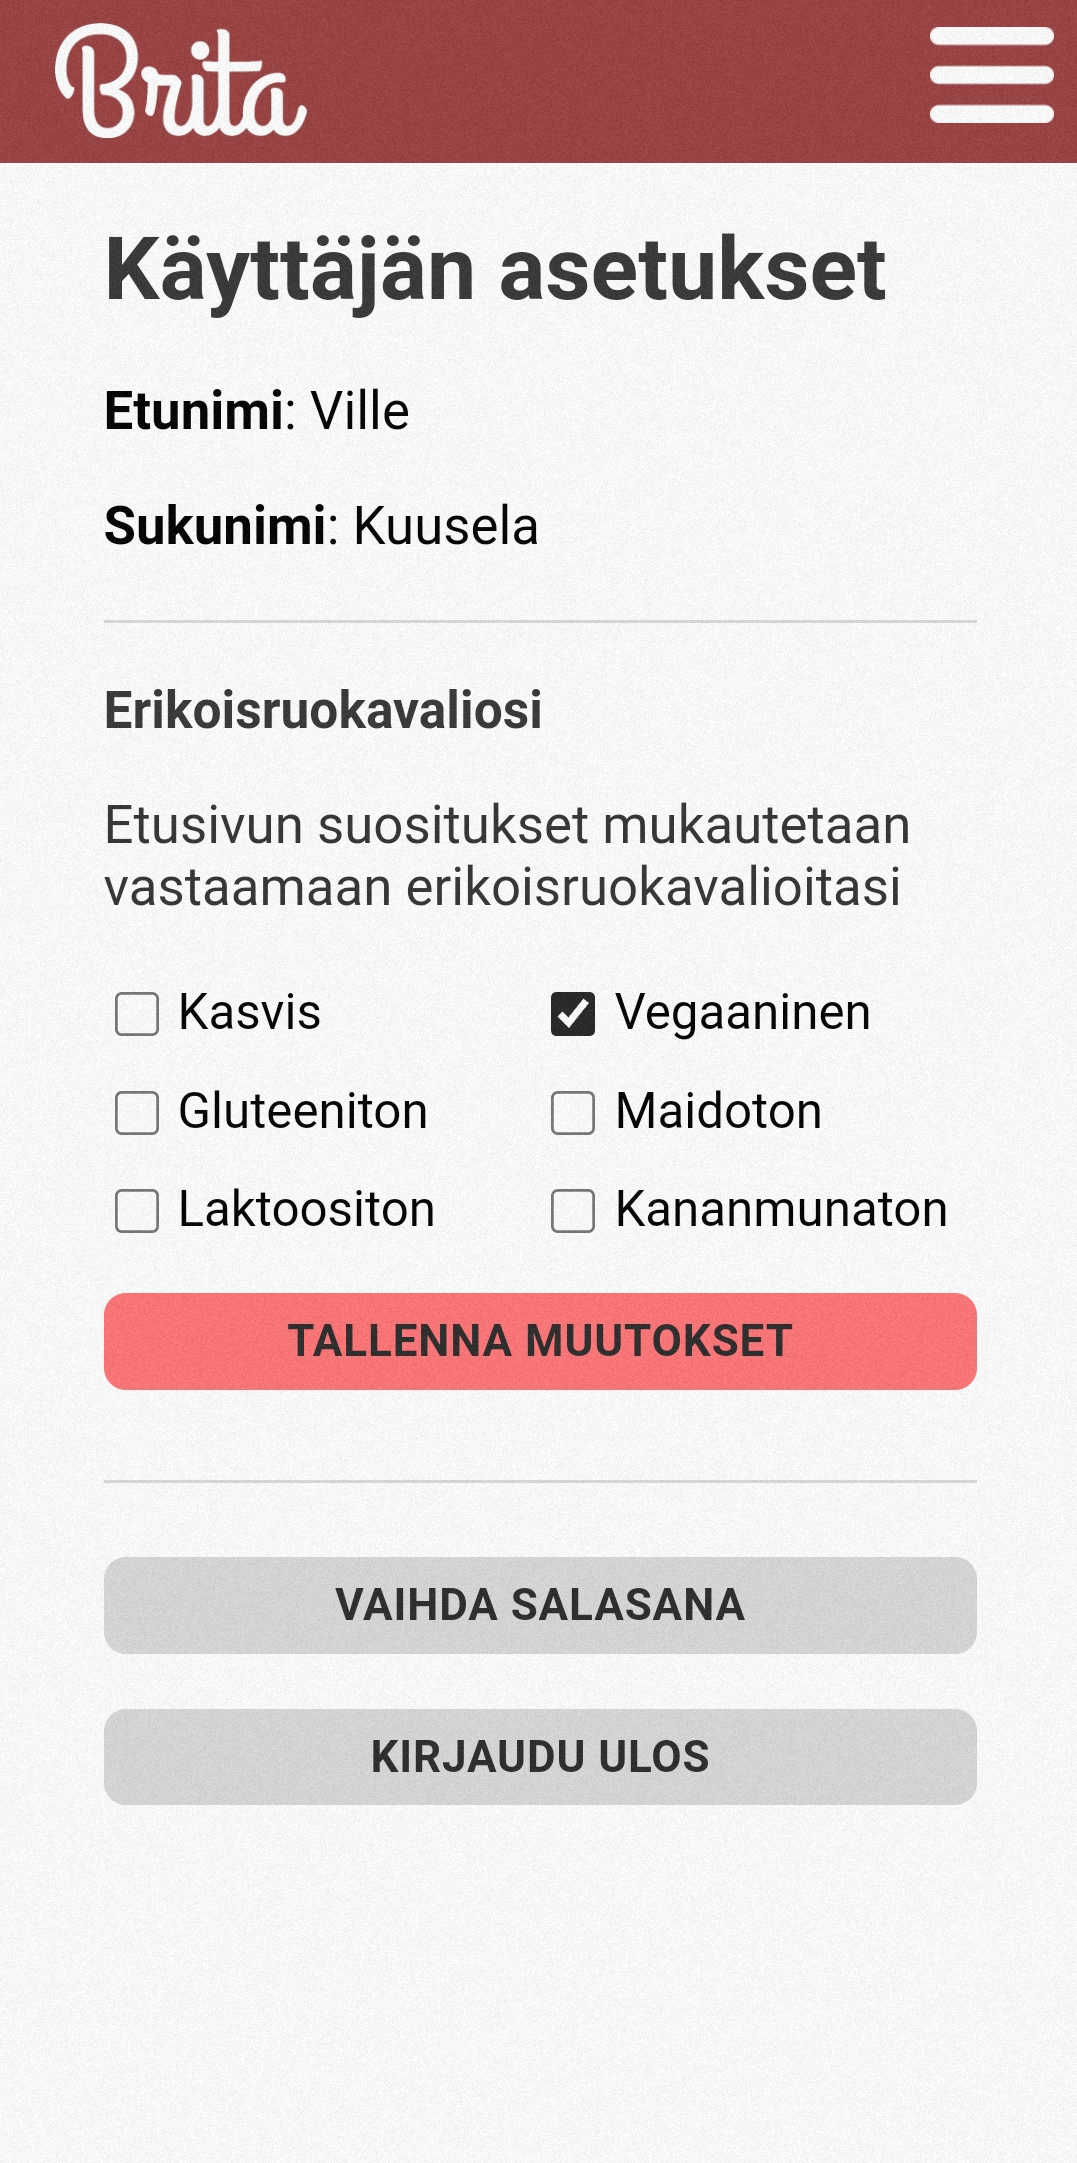 Brita
Käyttäjän asetukset
Etunimi: Ville
Sukunimi: Kuusela
Erikoisruokavaliosi
Etusivun suositukset mukautetaan
vastaamaan erikoisruokavalioitasi
Kasvis
Vegaaninen
Gluteeniton
Maidoton
Laktoositon
Kananmunaton
TALLENNA MUUTOKSET
VAIHDA SALASANA
KIRJAUDU ULOS